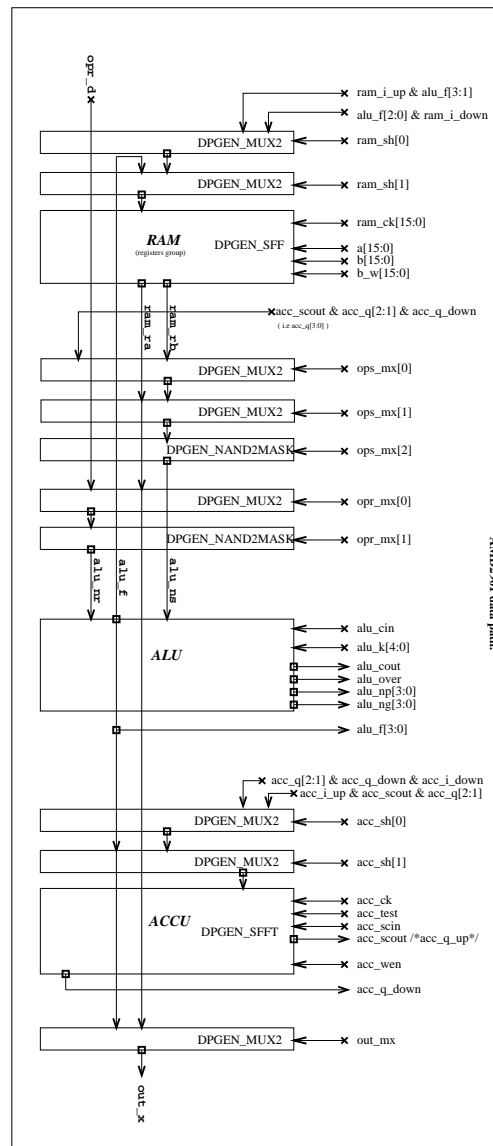 opr_d
ram_i_up & alu_f[3:1]
alu_f[2:0] & ram_i_down
DPGEN_MUX2
ram_sh[0]
DPGEN_MUX2
ram_sh[1]
RAM
(registers group)
DPGEN_SFF
ram_ck[15:0]
a[15:0]
b[15:0]
b_w[15:0]
ram_ra
ram_rb
acc_scout & acc_q[2:1] & acc_q_down
( i.e acc_q[3:0] )
DPGEN_MUX2
ops_mx[0]
DPGEN_MUX2
ops_mx[1]
DPGEN_NAND2MASK
ops_mx[2]
DPGEN_MUX2
opr_mx[0]
DPGEN_NAND2MASK
opr_mx[1]
alu_nr
alu_f
alu_ns
ALU
alu_cin
alu_k[4:0]
alu_cout
alu_over
alu_np[3:0]
alu_ng[3:0]
alu_f[3:0]
acc_q[2:1] & acc_q_down & acc_i_down
acc_i_up & acc_scout & acc_q[2:1]
DPGEN_MUX2
acc_sh[0]
DPGEN_MUX2
acc_sh[1]
ACCU
DPGEN_SFFT
acc_ck
acc_test
acc_scin
acc_scout /*acc_q_up*/
acc_wen
acc_q_down
DPGEN_MUX2
out_mx
out_x
data path